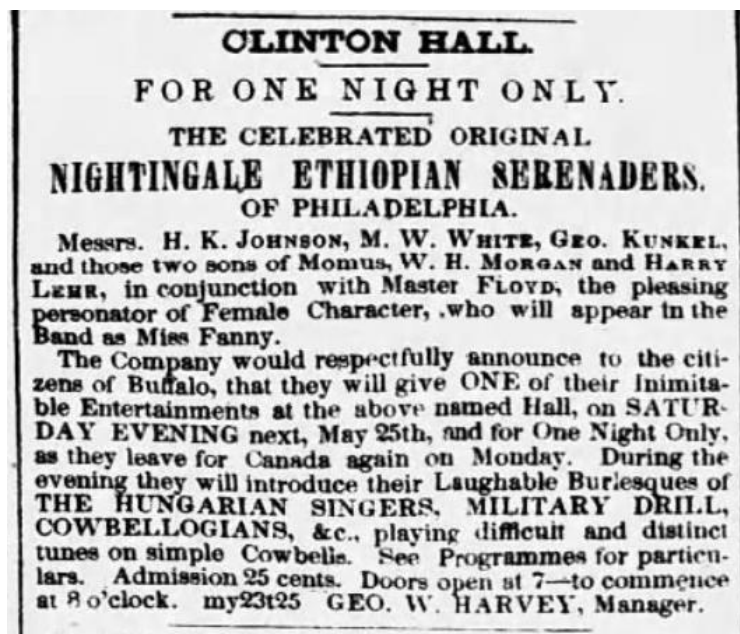 CLINTON HALL.
FOR ONE NIGHT ONLY.
THE CELEBRATED ORIGINAL
NIGHTINGALE ETHIOPIAN SERENADERS.
OF PHILADELPHIA.
Messrs. H. K. JOHNSON, M. W. WHITE, GEO. KUNKEL,
and those two sons of Momus, W. H. MORGAN and HARRY
LEHR, in conjunction with Master FLOYD, the pleasing
personator of Female Character, .who will appear in the
Band as Miss Fanny.
The Company would respectfully announce to the citi-
zens of Buffalo, that they will give ONE of their Inimita-
ble Entertainments at the above named Hall, on SATUR-
DAY EVENING next, May 25th, and for One Night Only,
as they leave for Canada again on Monday. During the
evening they will introduce their Laughable Burlesques of
THE HUNGARIAN SINGERS, MILITARY DRILL,
COWBELLOGIANS, &c., playing difficult and distinct
tunes on simple Cowbells. See Programmes for particu-
lars. Admission 25 cents. Doors open at 7—to commence
at 8 o'clock. my23t25 GEO. W. HARVEY, Manager.